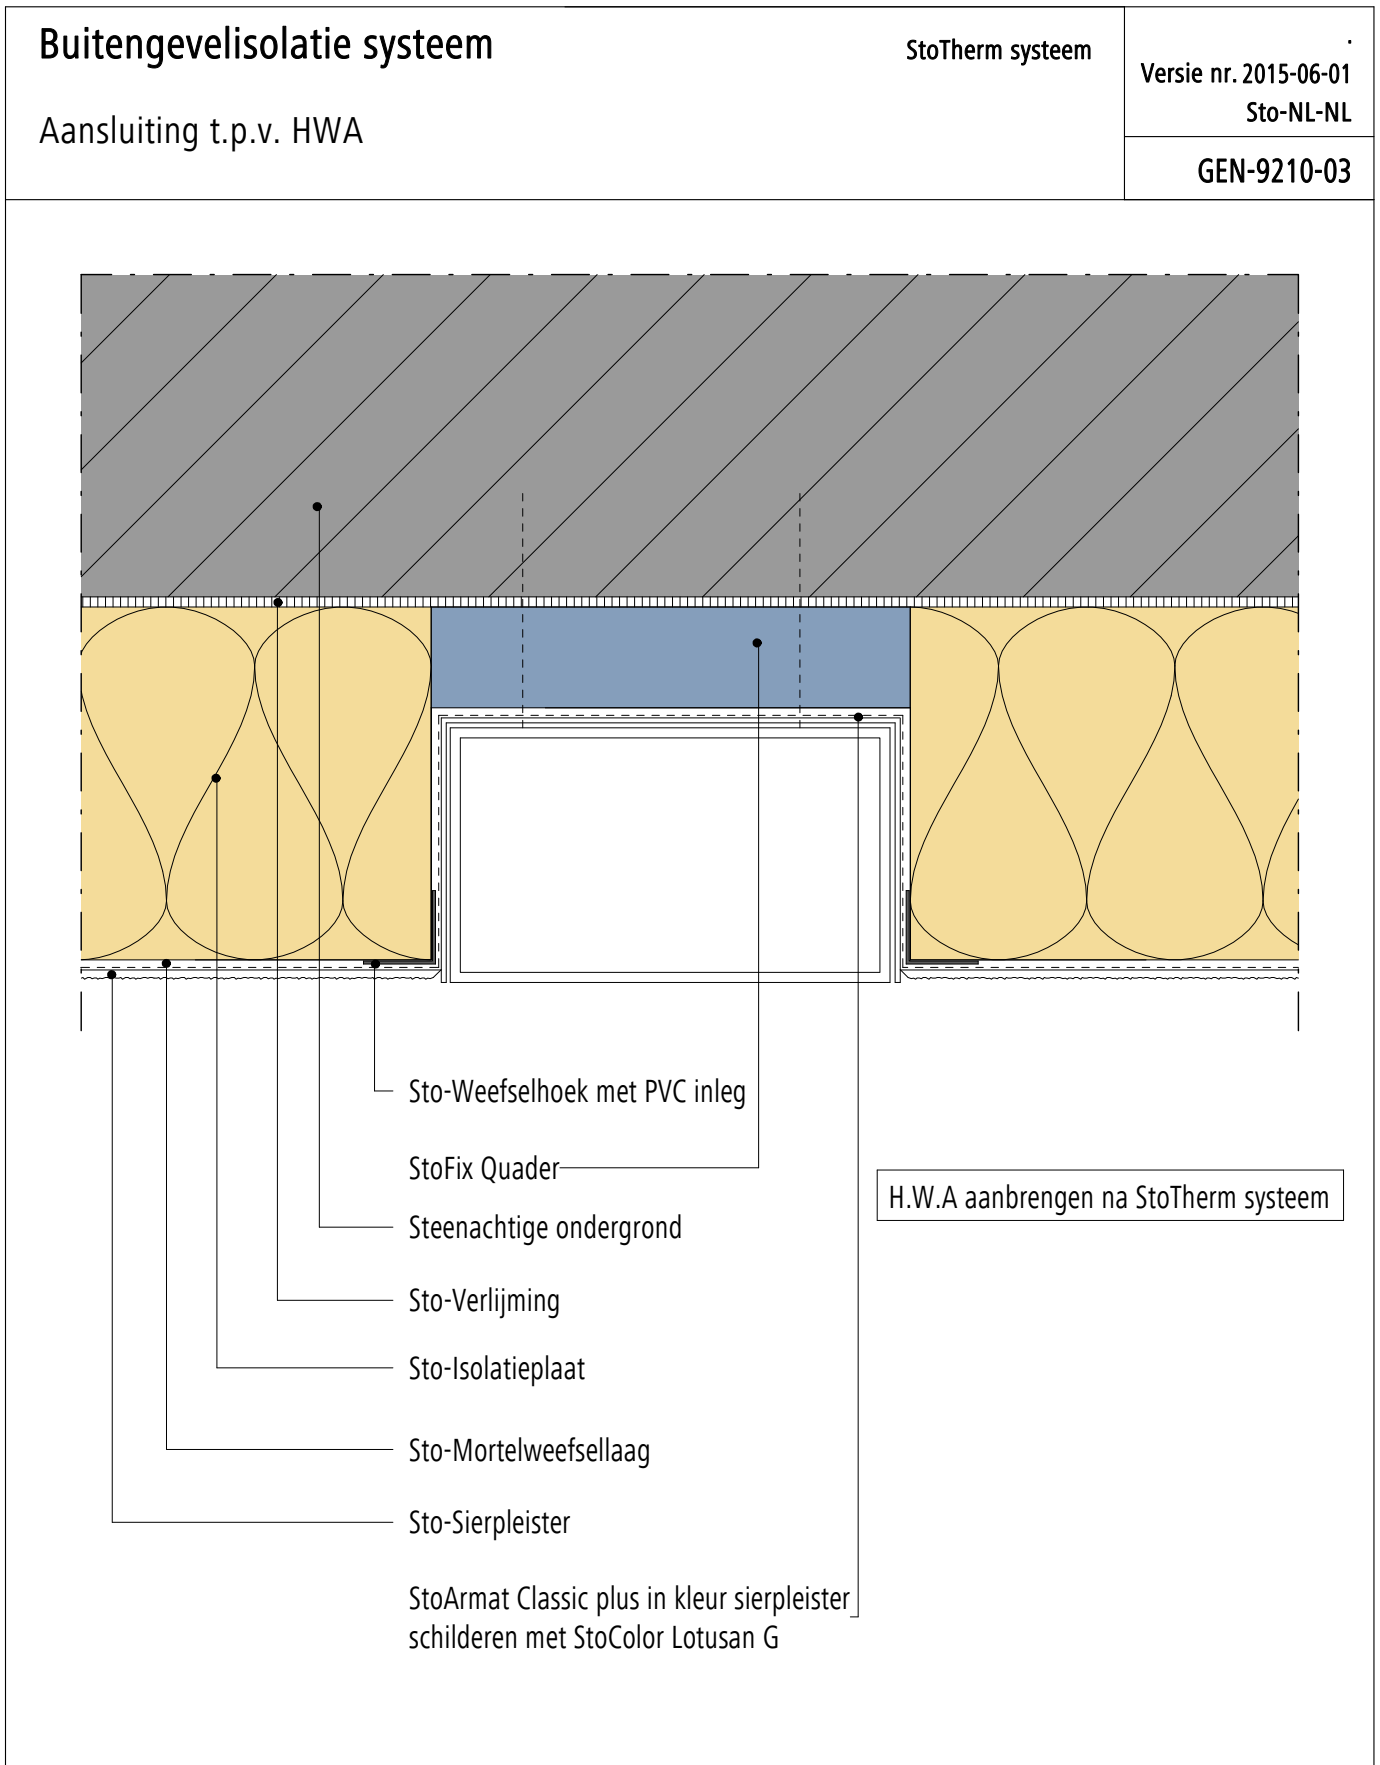 Buitengevelisolatie systeem
StoTherm systeem
Aansluiting t.p.v. HWA
.
Versie nr. 2015-06-01
Sto-NL-NL
GEN-9210-03
Sto-Weefselhoek met PVC inleg
StoFix Quader
H.W.A aanbrengen na StoTherm systeem
Steenachtige ondergrond
Sto-Verlijming
Sto-Isolatieplaat
Sto-Mortelweefsellaag
Sto-Sierpleister
StoArmat Classic plus in kleur sierpleister
schilderen met StoColor Lotusan G